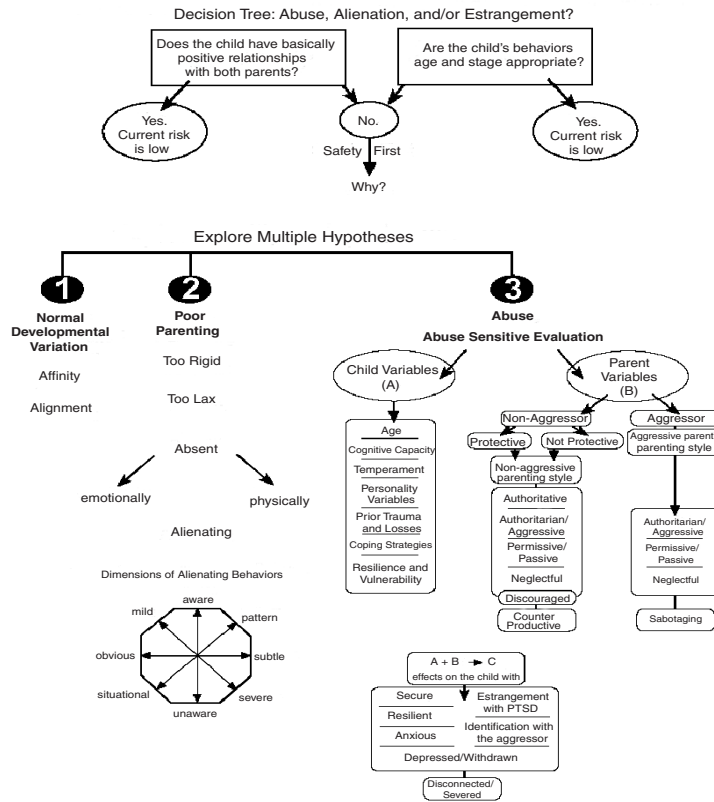 Decision Tree: Abuse, Alienation, and/or Estrangement?
Does the child have basically
positive relationships
with both parents?
Are the child's behaviors
age and stage appropriate?
Yes.
Current risk
is low
No.
Yes.
Current risk
is low
Safety First
Why?
Explore Multiple Hypotheses
1
Normal
Developmental
Variation
Affinity
Alignment
2
Poor
Parenting
Too Rigid
Too Lax
Absent
emotionally
physically
Alienating
Dimensions of Alienating Behaviors
aware
mild
pattern
obvious
subtle
situational
severe
unaware
3
Abuse
Abuse Sensitive Evaluation
Child Variables
(A)
Age
Cognitive Capacity
Temperament
Personality
Variables
Prior Trauma
and Losses
Coping Strategies
Resilience and
Vulnerability
Parent
Variables
(B)
Non-Aggressor
Protective
Not Protective
Non-aggressive
parenting style
Authoritative
Authoritarian/
Aggressive
Permissive/
Passive
Neglectful
Discouraged
Counter
Productive
Aggressor
Aggressive parent
parenting style
Authoritarian/
Aggressive
Permissive/
Passive
Neglectful
Sabotaging
A + B C
effects on the child with
Secure
Resilient
Anxious
Estrangement
with PTSD
Identification with
the aggressor
Depressed/Withdrawn
Disconnected/
Severed